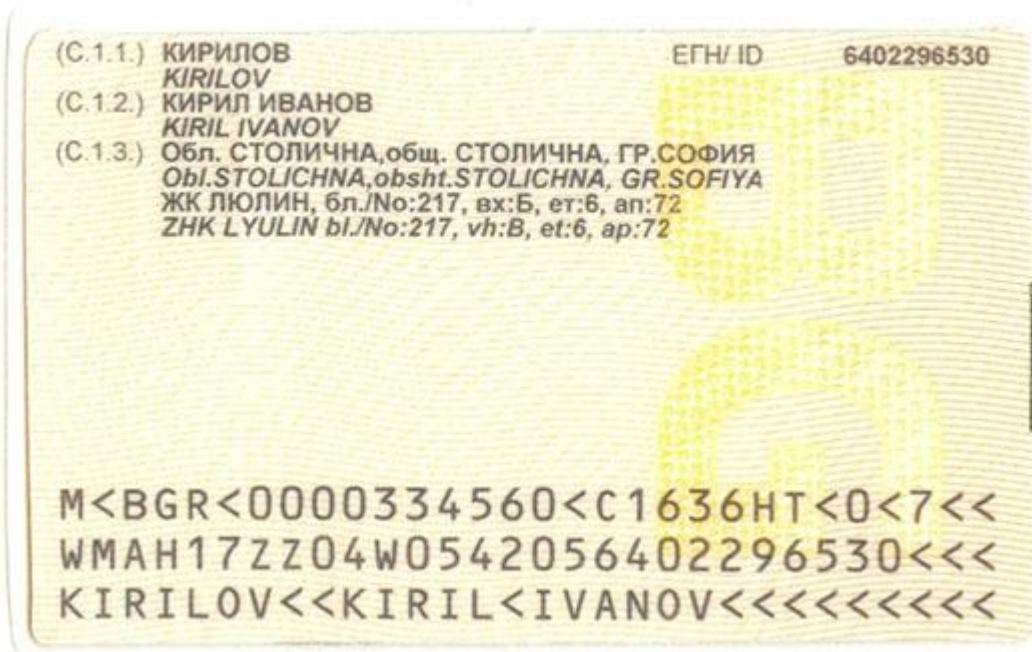 (C.1.1.) КИРИЛОВ ЕГН/ ID 6402296530
KIRILOV
(C.1.2.) КИРИЛ ИВАНОВ
KIRIL IVANOV
(C.1.3.) Обл. СТОЛИЧНА,общ. СТОЛИЧНА, ГР.СОФИЯ
Obl.STOLICHNA,obsht.STOLICHNA, GR.SOFIYA
ЖК ЛЮЛИН, бл./No:217, вх:Б, ет:6, ап:72
ZHK LYULIN bl./No:217, vh:B, et:6, ap:72
M<BGR<0000334560<C1636HT<0<7<<
WMAH17ZZ04W0542056402296530<<<
KIRILOV<<KIRIL<IVANOV<<<<<<<<<